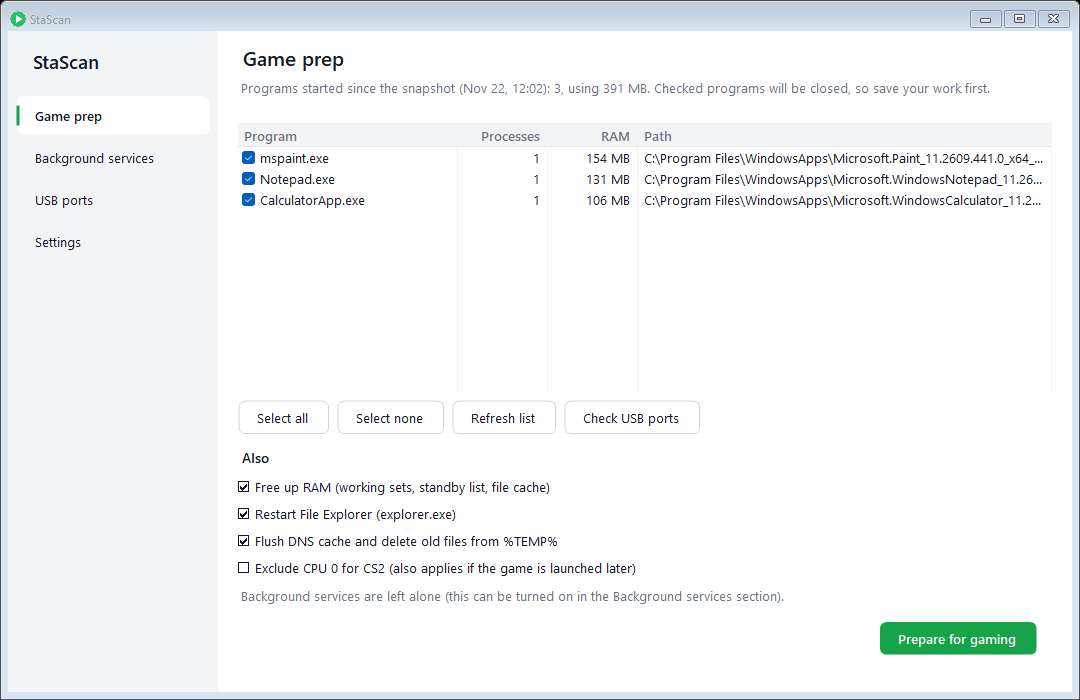 StaScan
StaScan
Game prep
Background services
USB ports
Settings
Game prep
Programs started since the snapshot (Nov 22, 12:02): 3, using 391 MB. Checked programs will be closed, so save your work first.
Program Processes RAM Path
mspaint.exe 1 154 MB C:\Program Files\WindowsApps\Microsoft.Paint_11.2609.441.0_x64_...
Notepad.exe 1 131 MB C:\Program Files\WindowsApps\Microsoft.WindowsNotepad_11.26...
CalculatorApp.exe 1 106 MB C:\Program Files\WindowsApps\Microsoft.WindowsCalculator_11.2...
Select all Select none Refresh list Check USB ports
Also
Free up RAM (working sets, standby list, file cache)
Restart File Explorer (explorer.exe)
Flush DNS cache and delete old files from %TEMP%
Exclude CPU 0 for CS2 (also applies if the game is launched later)
Background services are left alone (this can be turned on in the Background services section).
Prepare for gaming